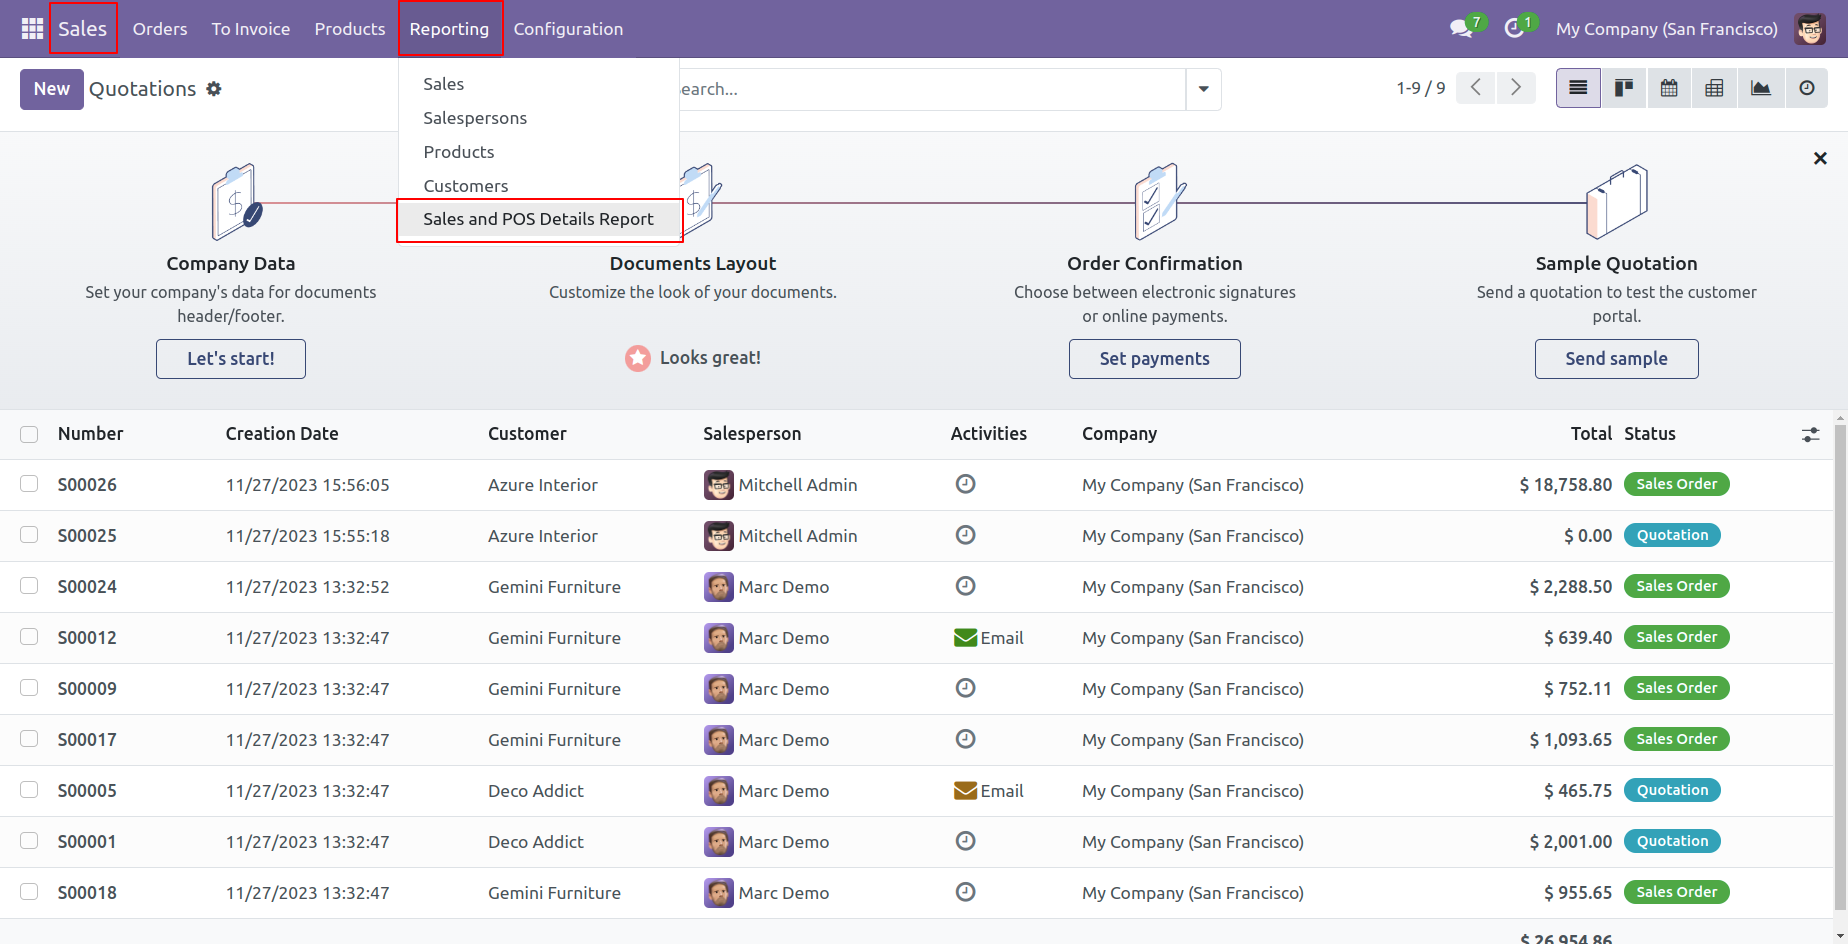 Sales Orders To Invoice Products Reporting Configuration 7 1 My Company (San Francisco)
New Quotations earch... 1-9 / 9
Sales
Salespersons
Products
Customers
Sales and POS Details Report
Company Data
Set your company's data for documents
header/footer.
Let's start!
Documents Layout
Customize the look of your documents.
Looks great!
Order Confirmation
Choose between electronic signatures
or online payments.
Set payments
Sample Quotation
Send a quotation to test the customer
portal.
Send sample
Number Creation Date Customer Salesperson Activities Company Total Status
S00026 11/27/2023 15:56:05 Azure Interior Mitchell Admin My Company (San Francisco) $ 18,758.80 Sales Order
S00025 11/27/2023 15:55:18 Azure Interior Mitchell Admin My Company (San Francisco) $ 0.00 Quotation
S00024 11/27/2023 13:32:52 Gemini Furniture Marc Demo My Company (San Francisco) $ 2,288.50 Sales Order
S00012 11/27/2023 13:32:47 Gemini Furniture Marc Demo Email My Company (San Francisco) $ 639.40 Sales Order
S00009 11/27/2023 13:32:47 Gemini Furniture Marc Demo My Company (San Francisco) $ 752.11 Sales Order
S00017 11/27/2023 13:32:47 Gemini Furniture Marc Demo My Company (San Francisco) $ 1,093.65 Sales Order
S00005 11/27/2023 13:32:47 Deco Addict Marc Demo Email My Company (San Francisco) $ 465.75 Quotation
S00001 11/27/2023 13:32:47 Deco Addict Marc Demo My Company (San Francisco) $ 2,001.00 Quotation
S00018 11/27/2023 13:32:47 Gemini Furniture Marc Demo My Company (San Francisco) $ 955.65 Sales Order
$ 26,954.86